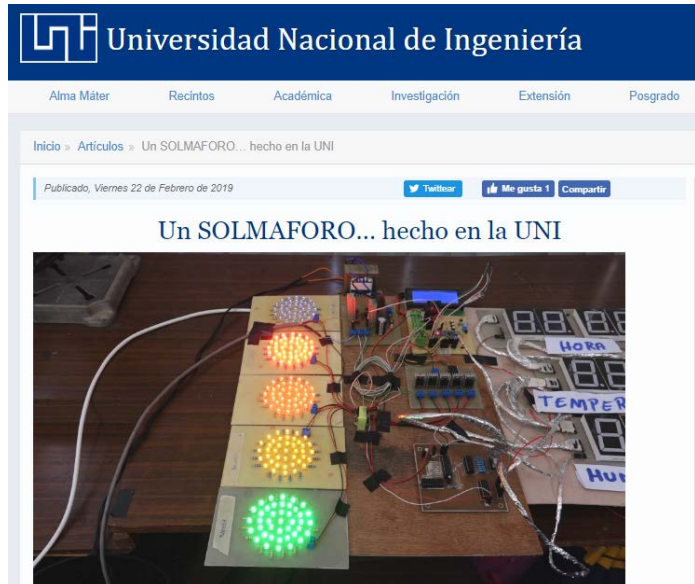 uni Universidad Nacional de Ingeniería
Alma Máter Recintos Académica Investigación Extensión Posgrado
Inicio » Artículos » Un SOLMAFORO... hecho en la UNI
Publicado, Viernes 22 de Febrero de 2019 Twittear Me gusta 1 Compartir
Un SOLMAFORO... hecho en la UNI
HORA
TEMPER
HU